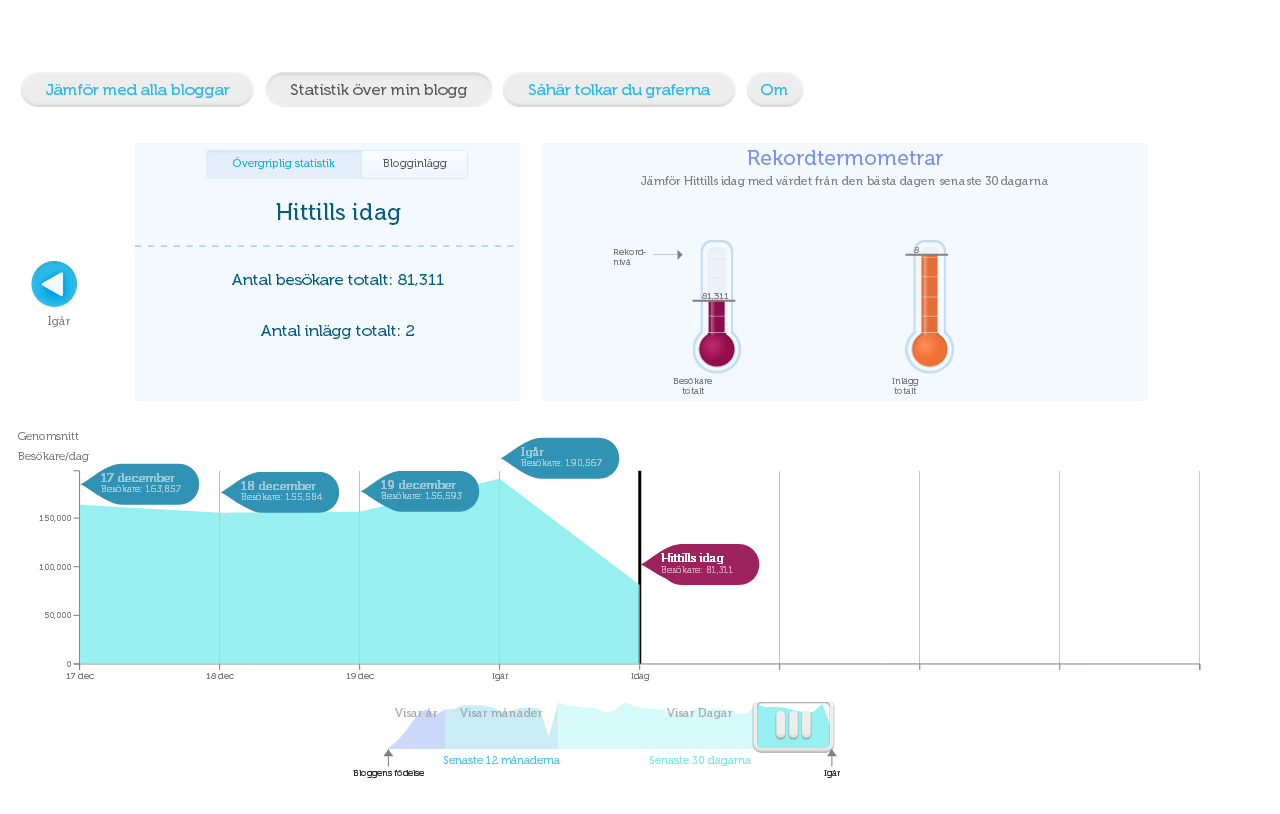 Jämför med alla bloggar
Statistik över min blogg
Såhär tolkar du graferna
Om
Övergriplig statistik
Blogginlägg
Hittills idag
Antal besökare totalt: 81,311
Antal inlägg totalt: 2
Igår
Rekordtermometrar
Jämför Hittills idag med värdet från den bästa dagen senaste 30 dagarna
Rekord-
nivå
81,311
Besökare
totalt
8
Inlägg
totalt
Genomsnitt
Besökare/dag
17 december
Besökare: 163,857
18 december
Besökare: 155,584
19 december
Besökare: 156,593
Igår
Besökare: 190,567
Hittills idag
Besökare: 81,311
150,000
100,000
50,000
0
17 dec
18 dec
19 dec
Igår
Idag
Visar år
Visar månader
Visar Dagar
Senaste 12 månaderna
Senaste 30 dagarna
Bloggens födelse
Igår